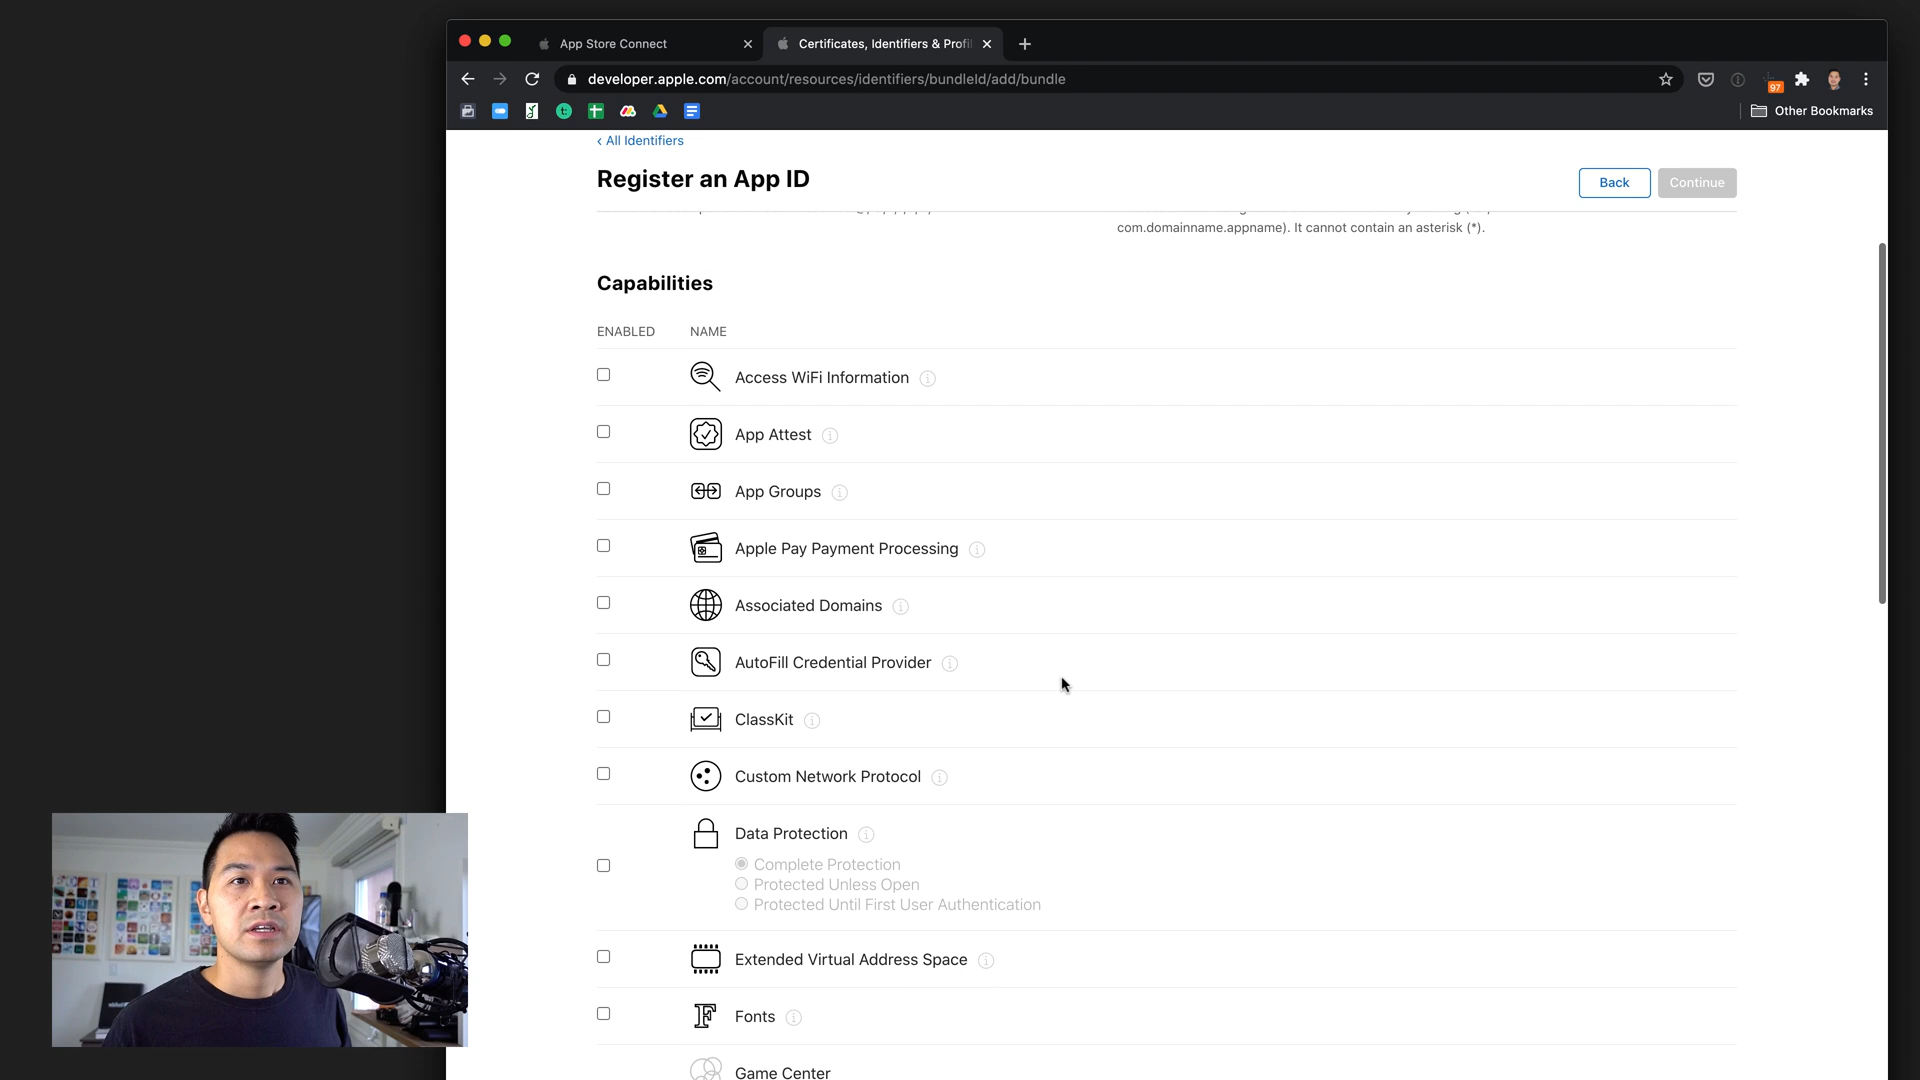 App Store Connect
Certificates, Identifiers & Profi
developer.apple.com/account/resources/identifiers/bundleId/add/bundle
97
Other Bookmarks
‹ All Identifiers
Register an App ID
Back
Continue
com.domainname.appname). It cannot contain an asterisk (*).
Capabilities
ENABLED NAME
Access WiFi Information
App Attest
App Groups
Apple Pay Payment Processing
Associated Domains
AutoFill Credential Provider
ClassKit
Custom Network Protocol
Data Protection
Complete Protection
Protected Unless Open
Protected Until First User Authentication
Extended Virtual Address Space
Fonts
Game Center